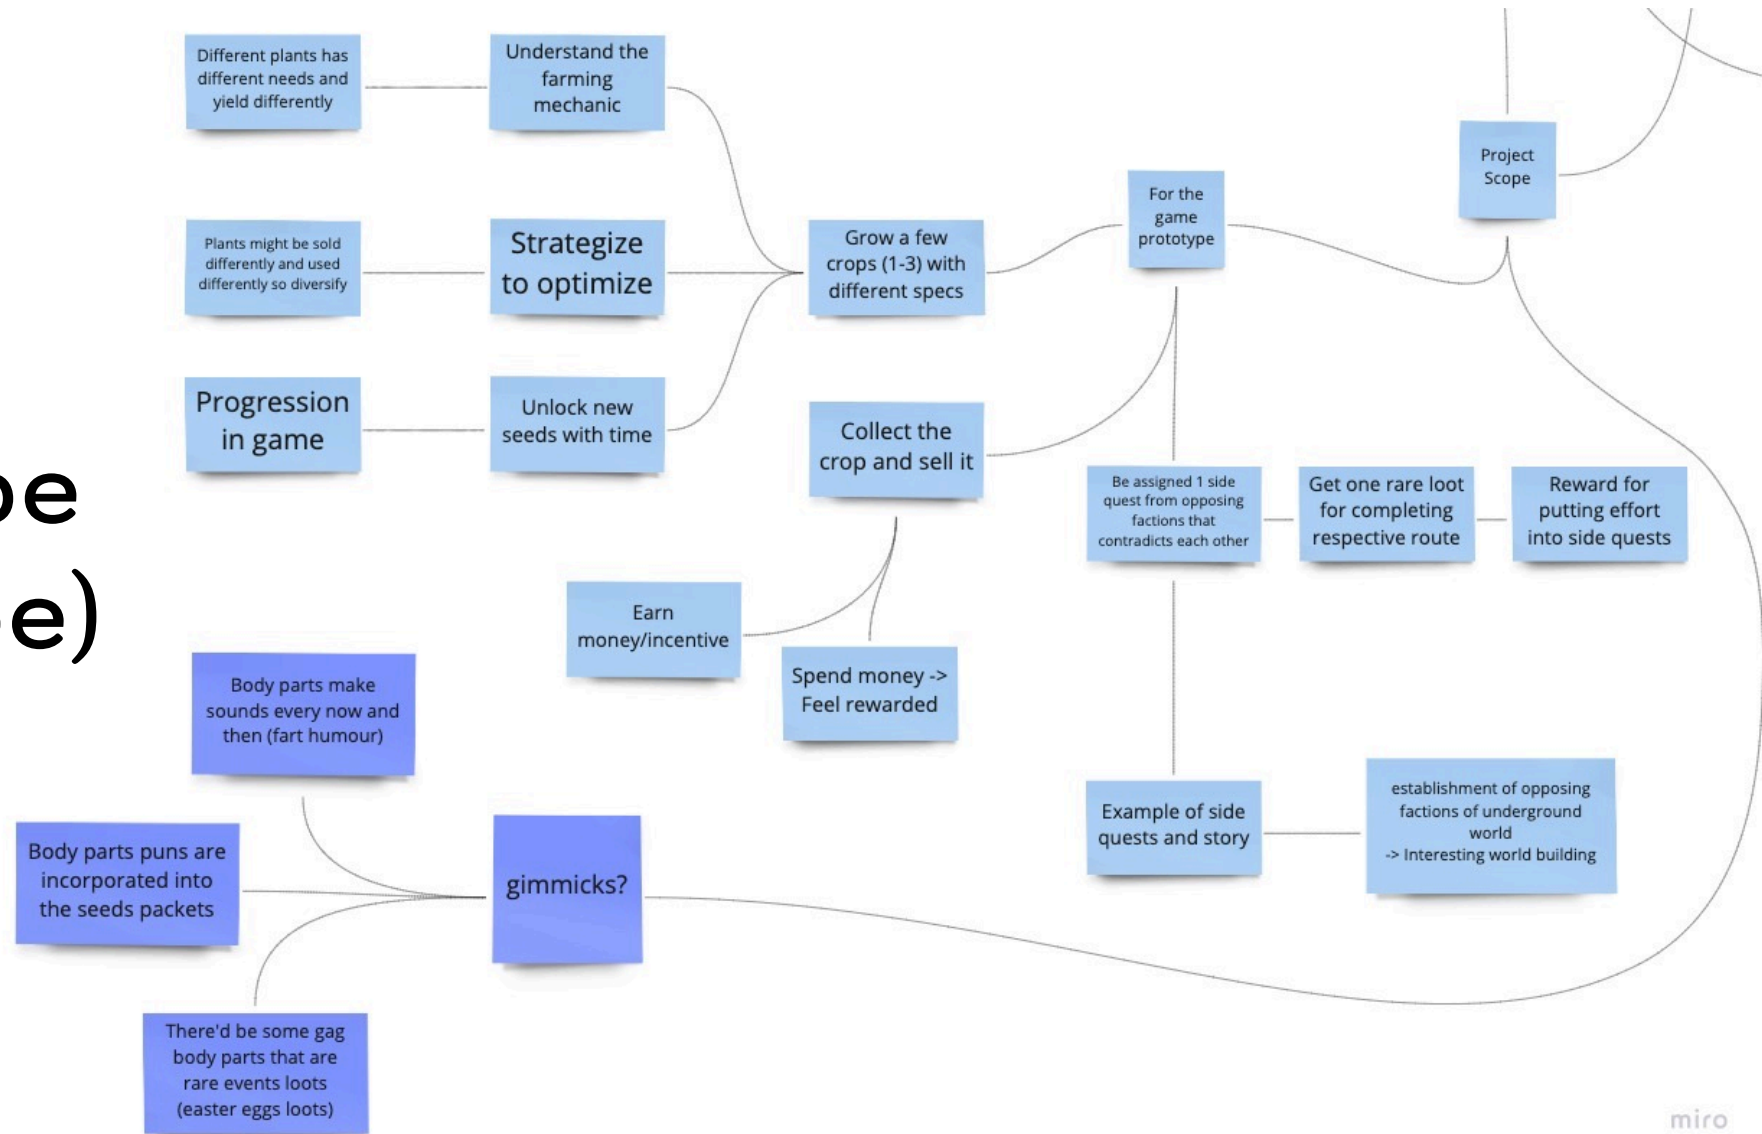 Different plants has
different needs and
yield differently
Understand the
farming
mechanic
Project
Scope
For the
game
prototype
Plants might be sold
differently and used
differently so diversify
Strategize
to optimize
Grow a few
crops (1-3) with
different specs
Progression
in game
Unlock new
seeds with time
Collect the
crop and sell it
Be assigned 1 side
quest from opposing
factions that
contradicts each other
Get one rare loot
for completing
respective route
Reward for
putting effort
into side quests
pe
e)
Earn
money/incentive
Spend money ->
Feel rewarded
Body parts make
sounds every now and
then (fart humour)
Example of side
quests and story
establishment of opposing
factions of underground
world
-> Interesting world building
Body parts puns are
incorporated into
the seeds packets
gimmicks?
There'd be some gag
body parts that are
rare events loots
(easter eggs loots)
miro